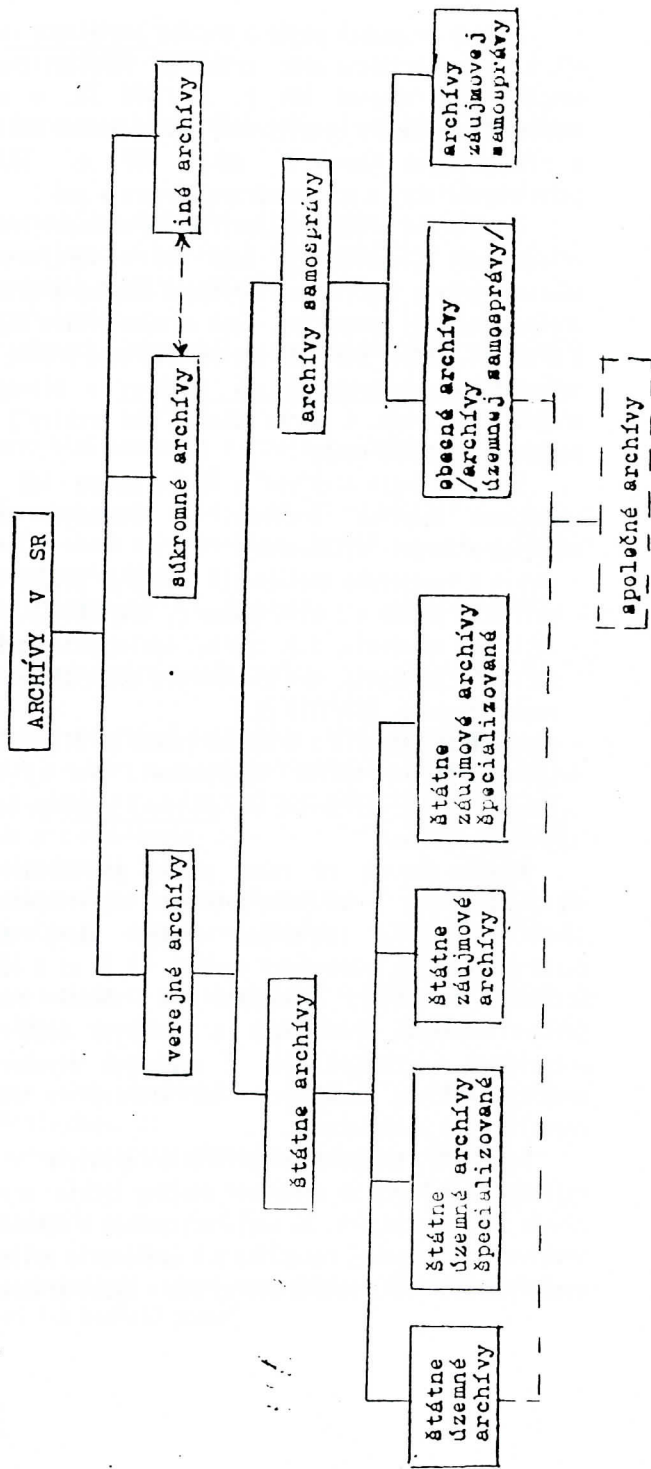 ARCHÍVY V SR
verejné archívy
súkromné archívy
iné archívy
štátne archívy
archívy samosprávy
štátne
územné
archívy
štátne
územné archívy
špecializované
štátne
záujmové
archívy
štátne
záujmové archívy
špecializované
obecné archívy
/archívy
územnej samosprávy/
archívy
záujmovej
samosprávy
společné archívy